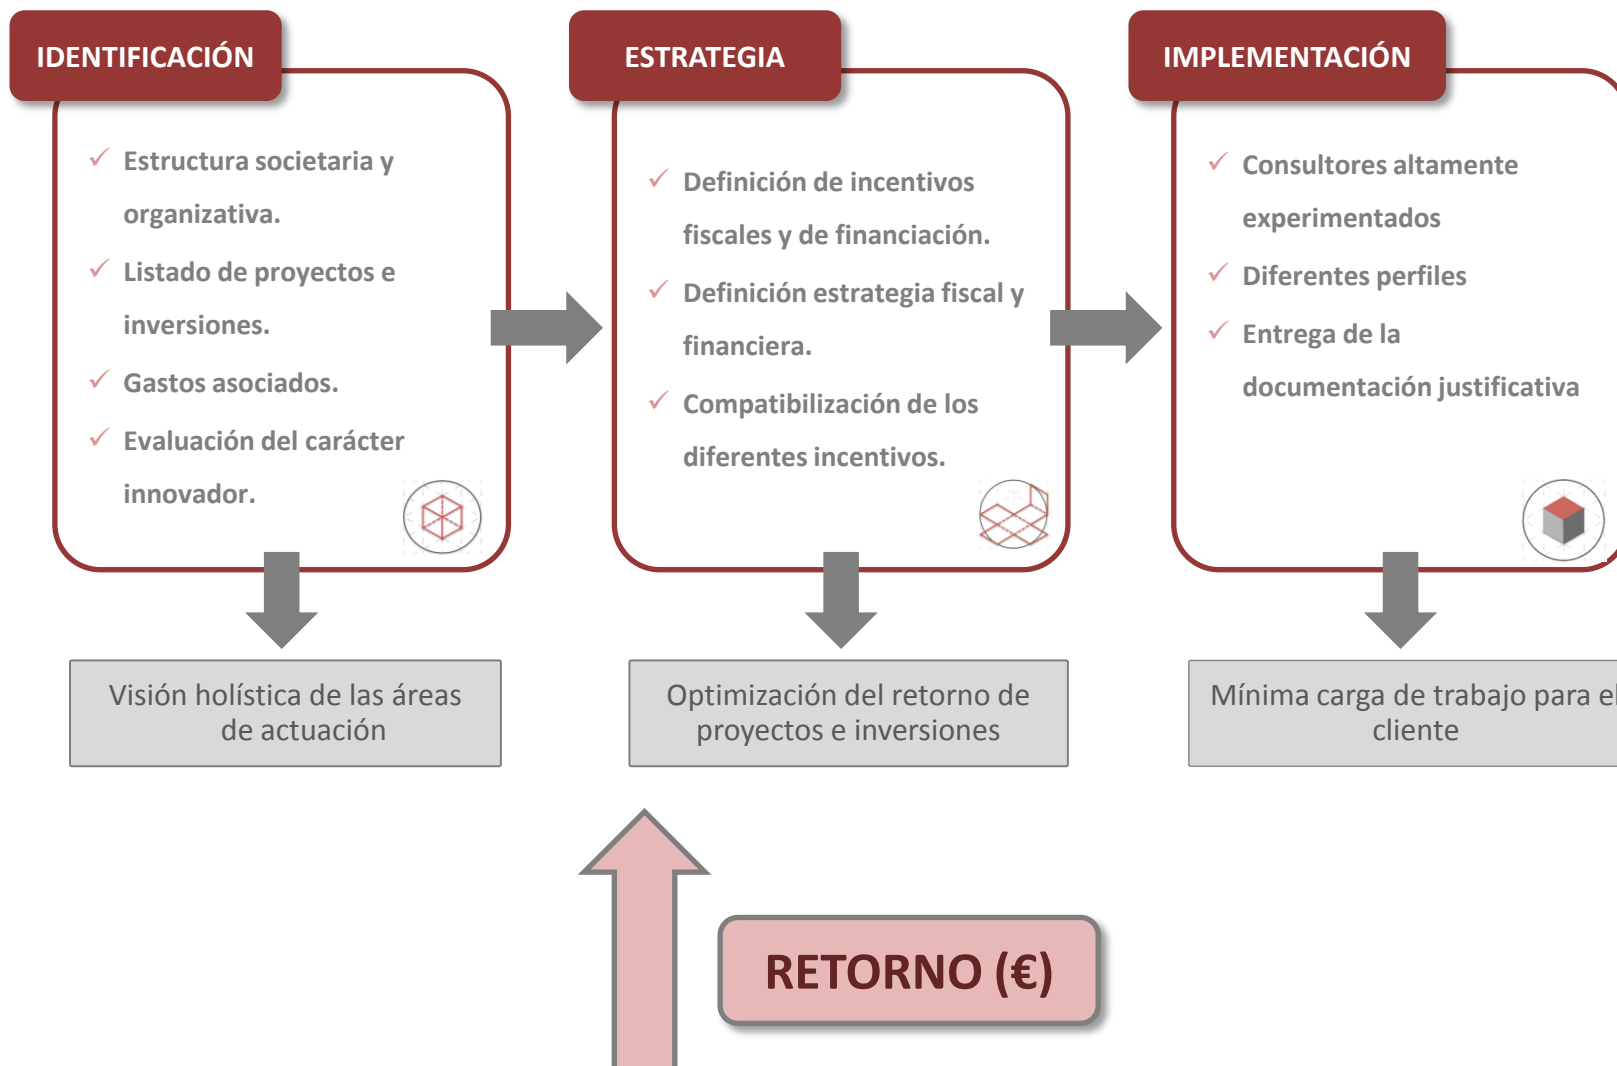 IDENTIFICACIÓN
Estructura societaria y
organizativa.
Listado de proyectos e
inversiones.
Gastos asociados.
Evaluación del carácter
innovador.
Visión holística de las áreas
de actuación
ESTRATEGIA
Definición de incentivos
fiscales y de financiación.
Definición estrategia fiscal y
financiera.
Compatibilización de los
diferentes incentivos.
Optimización del retorno de
proyectos e inversiones
IMPLEMENTACIÓN
Consultores altamente
experimentados
Diferentes perfiles
Entrega de la
documentación justificativa
Mínima carga de trabajo para el
cliente
RETORNO (€)